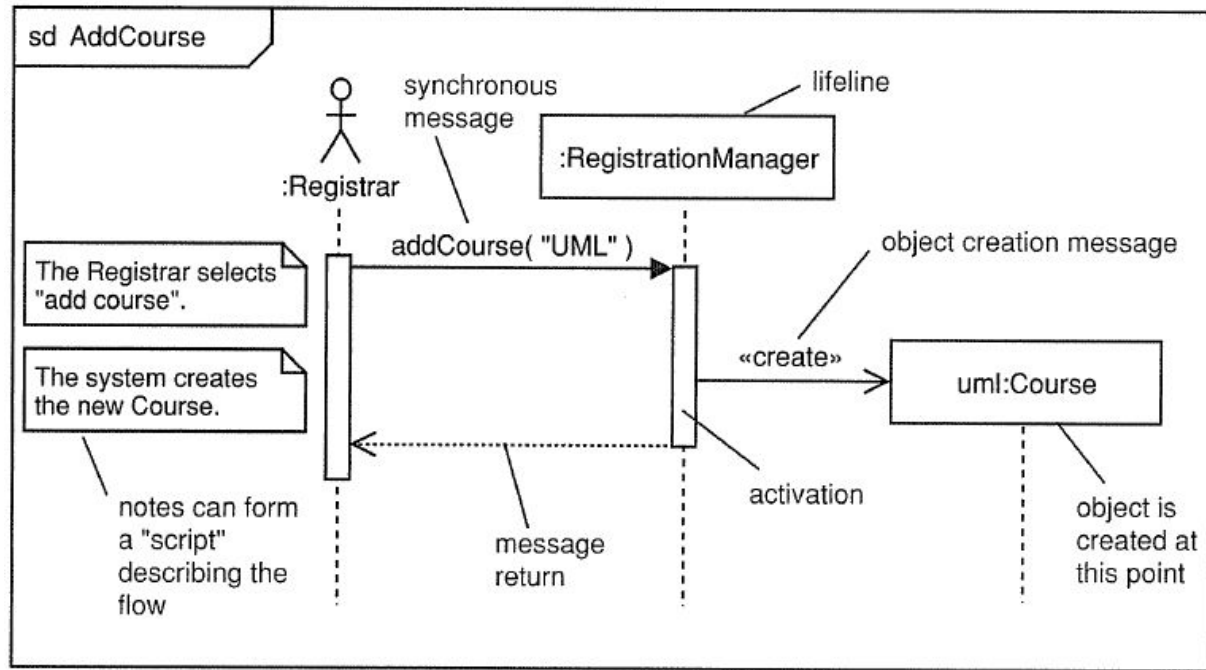 sd AddCourse
synchronous
message
lifeline
:RegistrationManager
:Registrar
addCourse( "UML" )
object creation message
The Registrar selects
"add course".
«create»
uml:Course
The system creates
the new Course.
activation
notes can form
a "script"
describing the
flow
message
return
object is
created at
this point